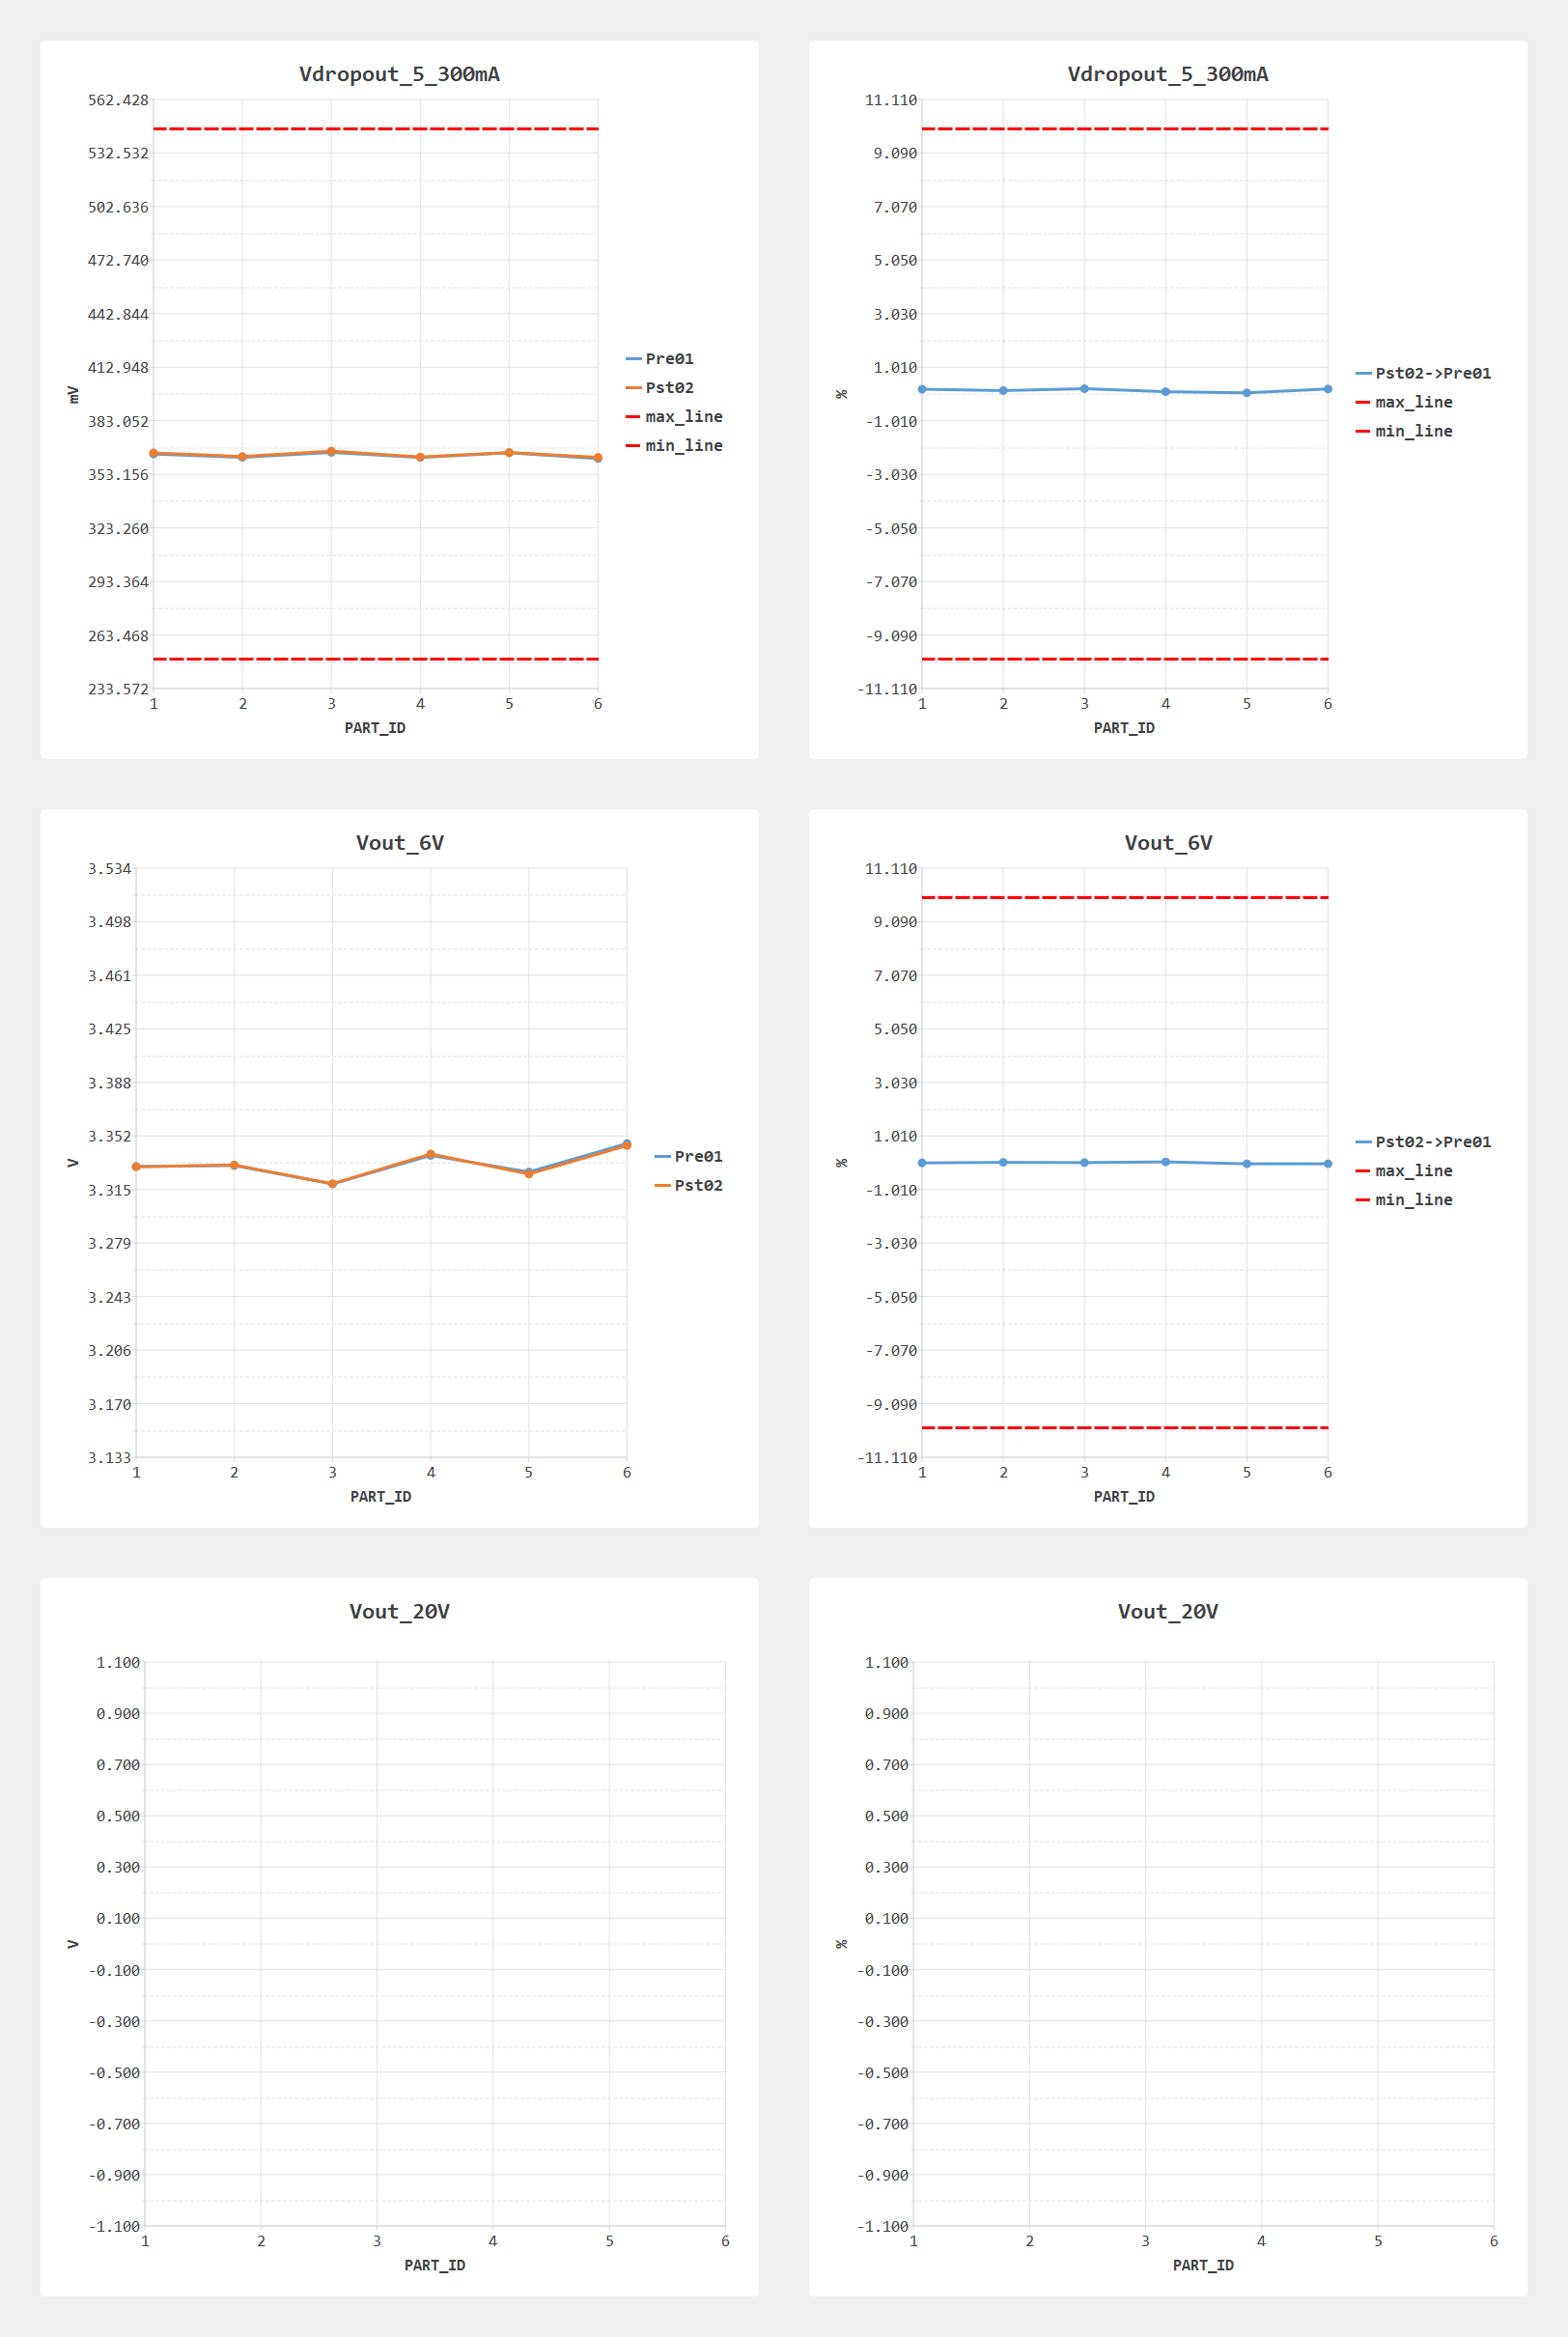 Vdropout_5_300mA
562.428
532.532
502.636
472.740
442.844
412.948
383.052
353.156
323.260
293.364
263.468
233.572
mV
1 2 3 4 5 6
PART_ID
Pre01
Pst02
max_line
min_line
Vdropout_5_300mA
11.110
9.090
7.070
5.050
3.030
1.010
-1.010
-3.030
-5.050
-7.070
-9.090
-11.110
%
1 2 3 4 5 6
PART_ID
Pst02->Pre01
max_line
min_line
Vout_6V
3.534
3.498
3.461
3.425
3.388
3.352
3.315
3.279
3.243
3.206
3.170
3.133
V
1 2 3 4 5 6
PART_ID
Pre01
Pst02
Vout_6V
11.110
9.090
7.070
5.050
3.030
1.010
-1.010
-3.030
-5.050
-7.070
-9.090
-11.110
%
1 2 3 4 5 6
PART_ID
Pst02->Pre01
max_line
min_line
Vout_20V
1.100
0.900
0.700
0.500
0.300
0.100
-0.100
-0.300
-0.500
-0.700
-0.900
-1.100
V
1 2 3 4 5 6
PART_ID
Vout_20V
1.100
0.900
0.700
0.500
0.300
0.100
-0.100
-0.300
-0.500
-0.700
-0.900
-1.100
%
1 2 3 4 5 6
PART_ID